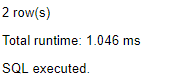 2 row(s)
Total runtime: 1.046 ms
SQL executed.